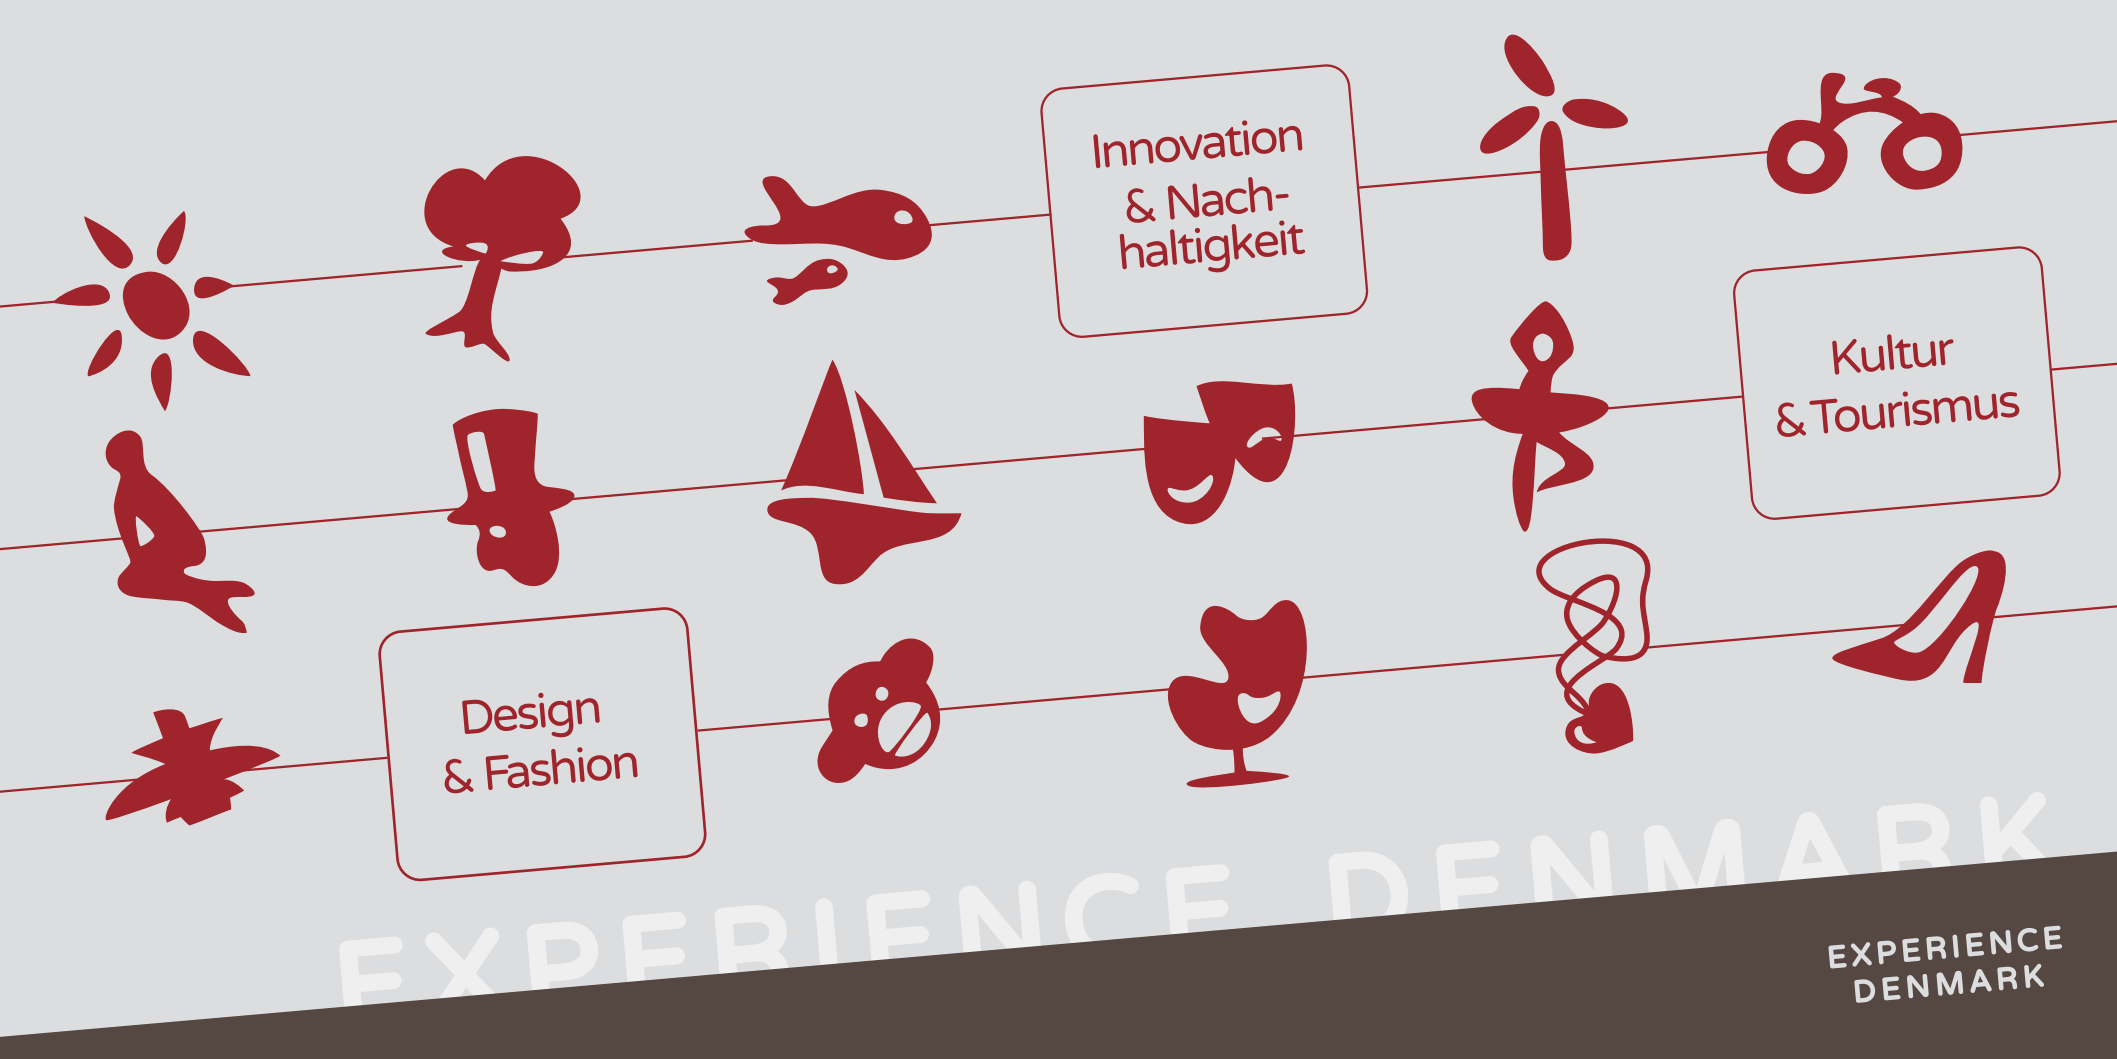 Innovation
& Nach-
haltigkeit
Kultur
& Tourismus
Design
& Fashion
EXPERIENCE DENMARK
EXPERIENCE
DENMARK